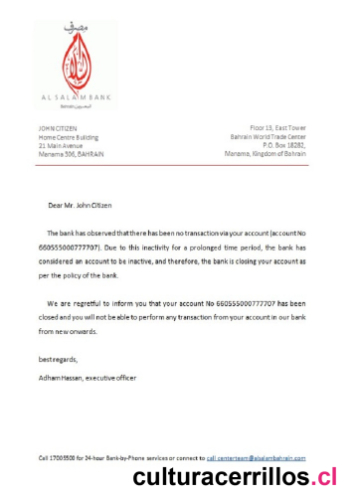 مصرف
AL SALAM BANK
JOHN CITIZEN
Home Centre Building
21 Main Avenue
Manama 306, BAHRAIN
Floor 13, East Tower
Bahrain World Trade Center
P.O. Box 18282,
Manama, Kingdom of Bahrain
Dear Mr. John Citizen
The bank has observed that there has been no transaction via your account (account No
660555000777707). Due to this inactivity for a prolonged time period, the bank has
considered an account to be inactive, and therefore, the bank is closing your account as
per the policy of the bank.
We are regretful to inform you that your account No 660555000777707 has been
closed and you will not be able to perform any transaction from your account in our bank
from new onwards.
best regards,
Adham Hassan, executive officer
Call 17005500 for 24-hour Bank-by-Phone services or connect to call centerteam@alsalambahrain.com
culturacerrillos.cl